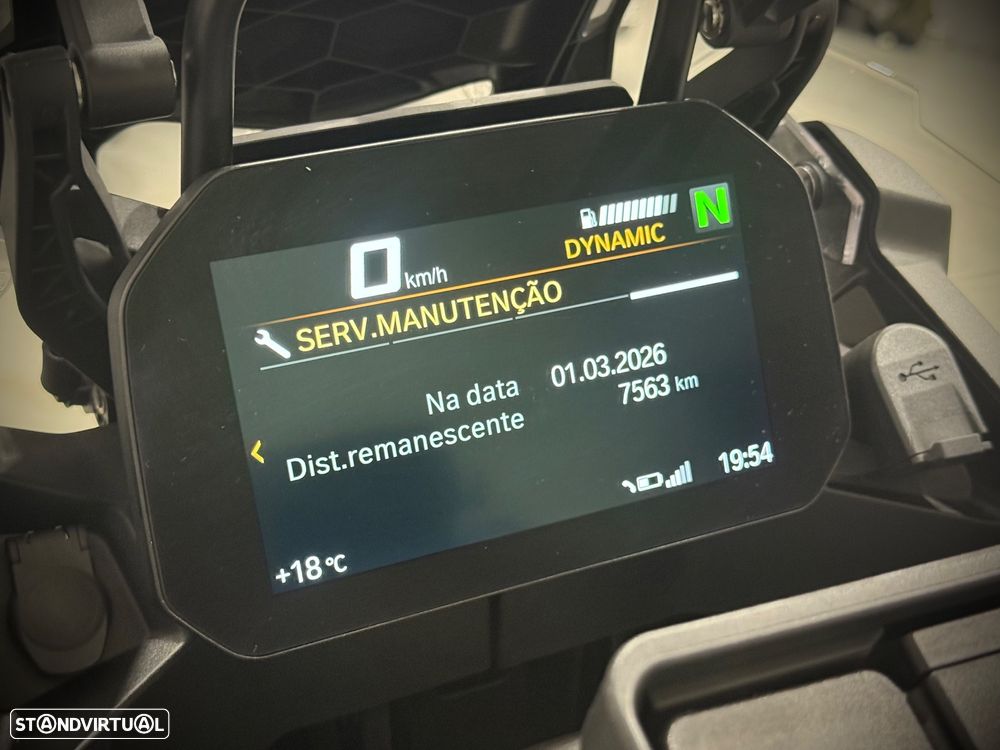 N
0 km/h
DYNAMIC
SERV.MANUTENÇÃO
Na data 01.03.2026
Dist.remanescente 7563 km
19:54
+18 °C
STANDVIRTUAL